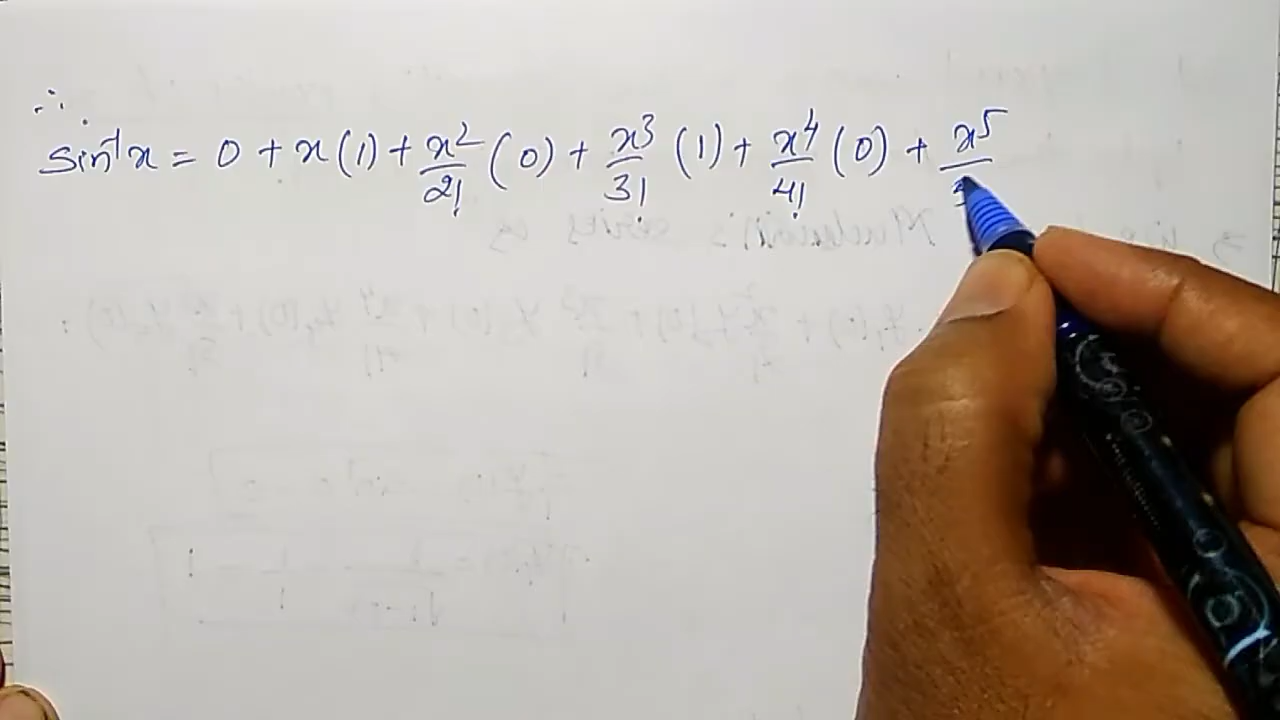 ∴
sin⁻¹x = 0 + x(1) + x²/2! (0) + x³/3! (1) + x⁴/4! (0) + x⁵/